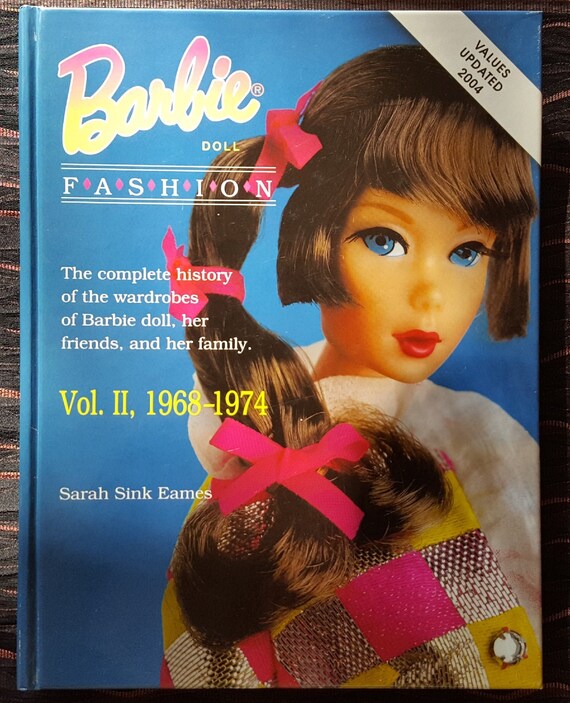 Barbie®
DOLL
F•A•S•H•I•O•N
VALUES
UPDATED
2004
The complete history
of the wardrobes
of Barbie doll, her
friends, and her family.
Vol. II, 1968-1974
Sarah Sink Eames